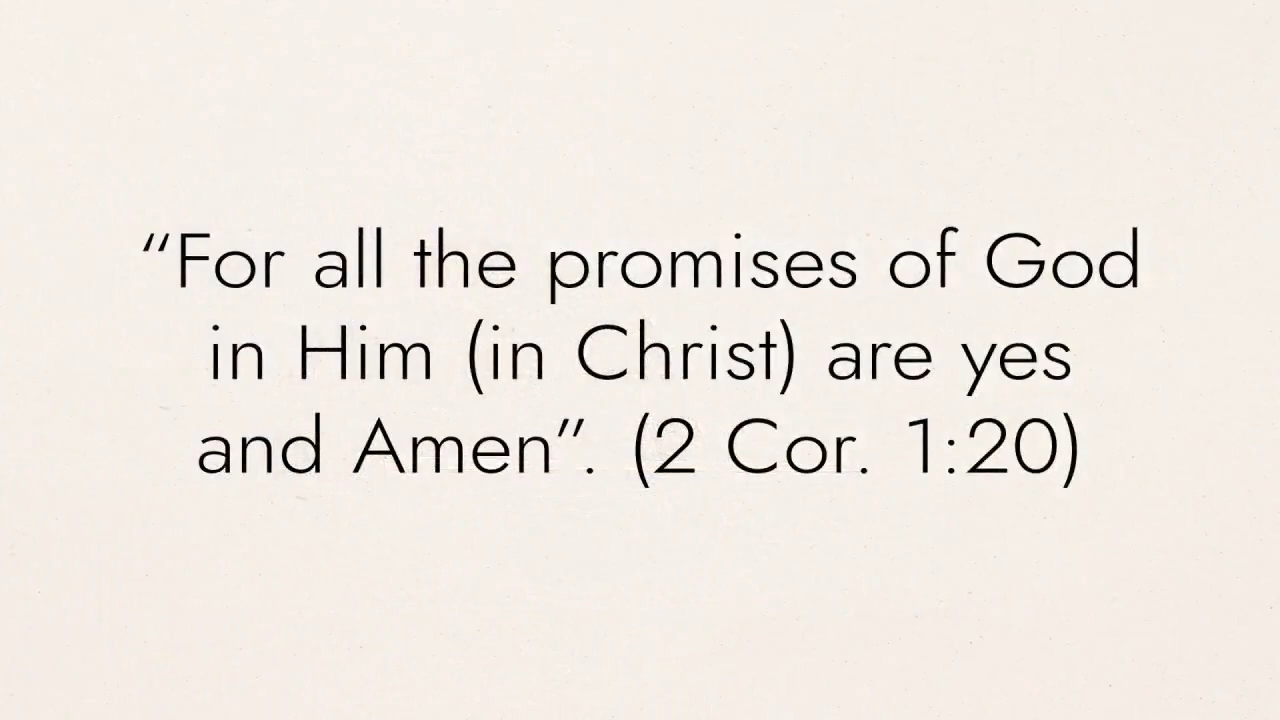 “For all the promises of God
in Him (in Christ) are yes
and Amen”. (2 Cor. 1:20)